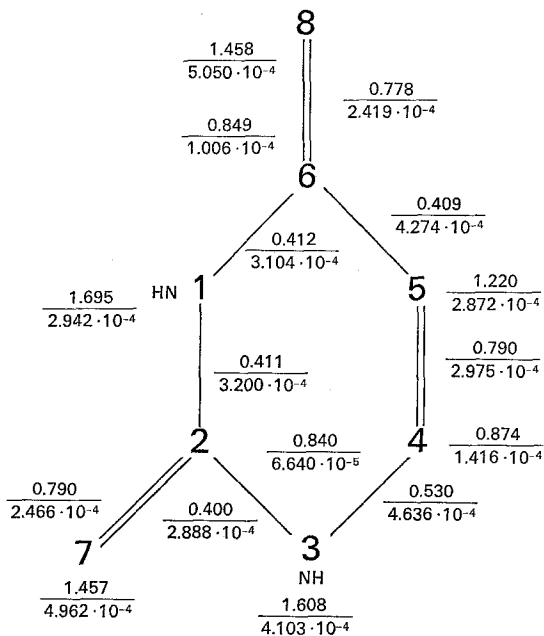 8
1.458
5.050 · 10⁻⁴
0.778
2.419 · 10⁻⁴
0.849
1.006 · 10⁻⁴
6
0.409
4.274 · 10⁻⁴
0.412
3.104 · 10⁻⁴
1.695
2.942 · 10⁻⁴
HN 1
5
1.220
2.872 · 10⁻⁴
0.411
3.200 · 10⁻⁴
0.790
2.975 · 10⁻⁴
2
0.840
6.640 · 10⁻⁵
4
0.874
1.416 · 10⁻⁴
0.790
2.466 · 10⁻⁴
0.400
2.888 · 10⁻⁴
0.530
4.636 · 10⁻⁴
7
3
NH
1.457
4.962 · 10⁻⁴
1.608
4.103 · 10⁻⁴